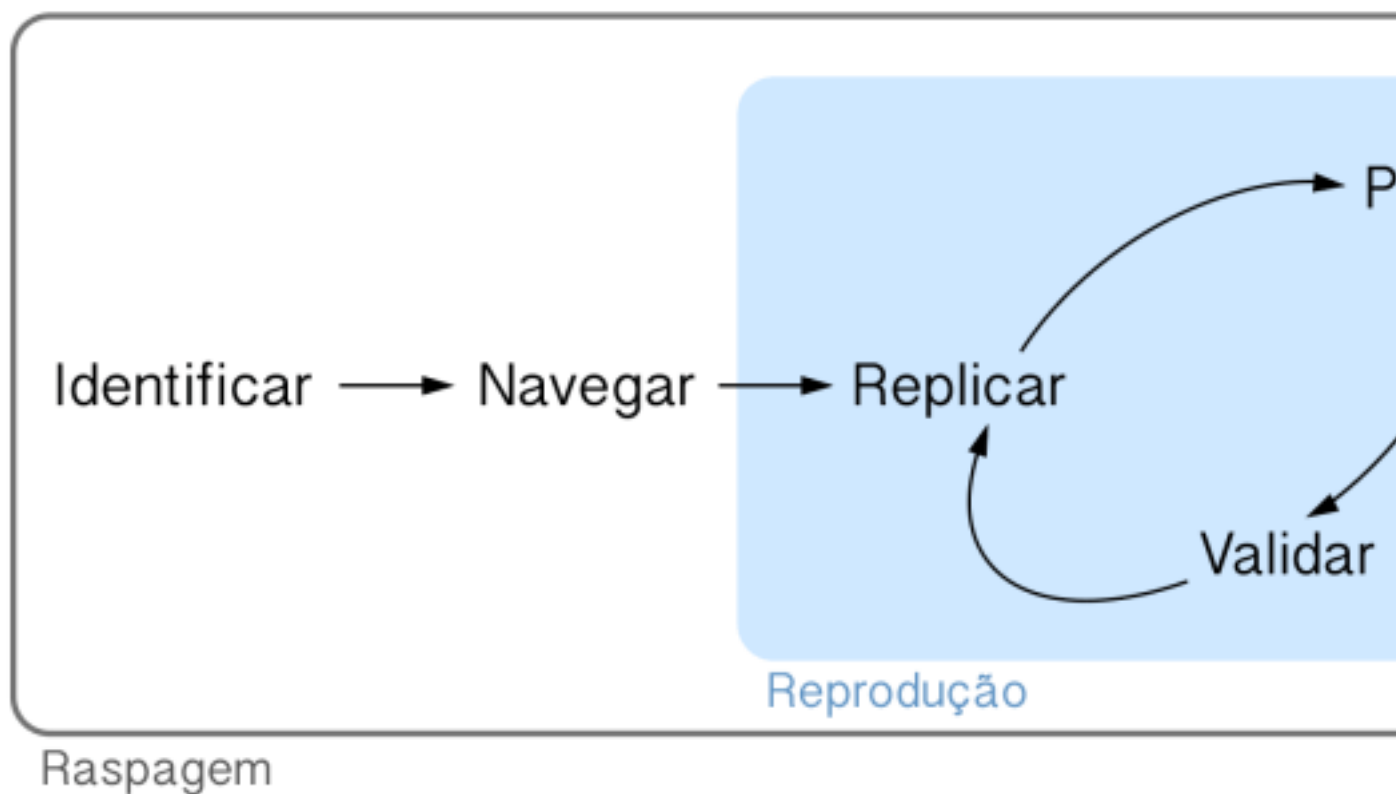 Identificar
Navegar
Replicar
Validar
Reprodução
Raspagem